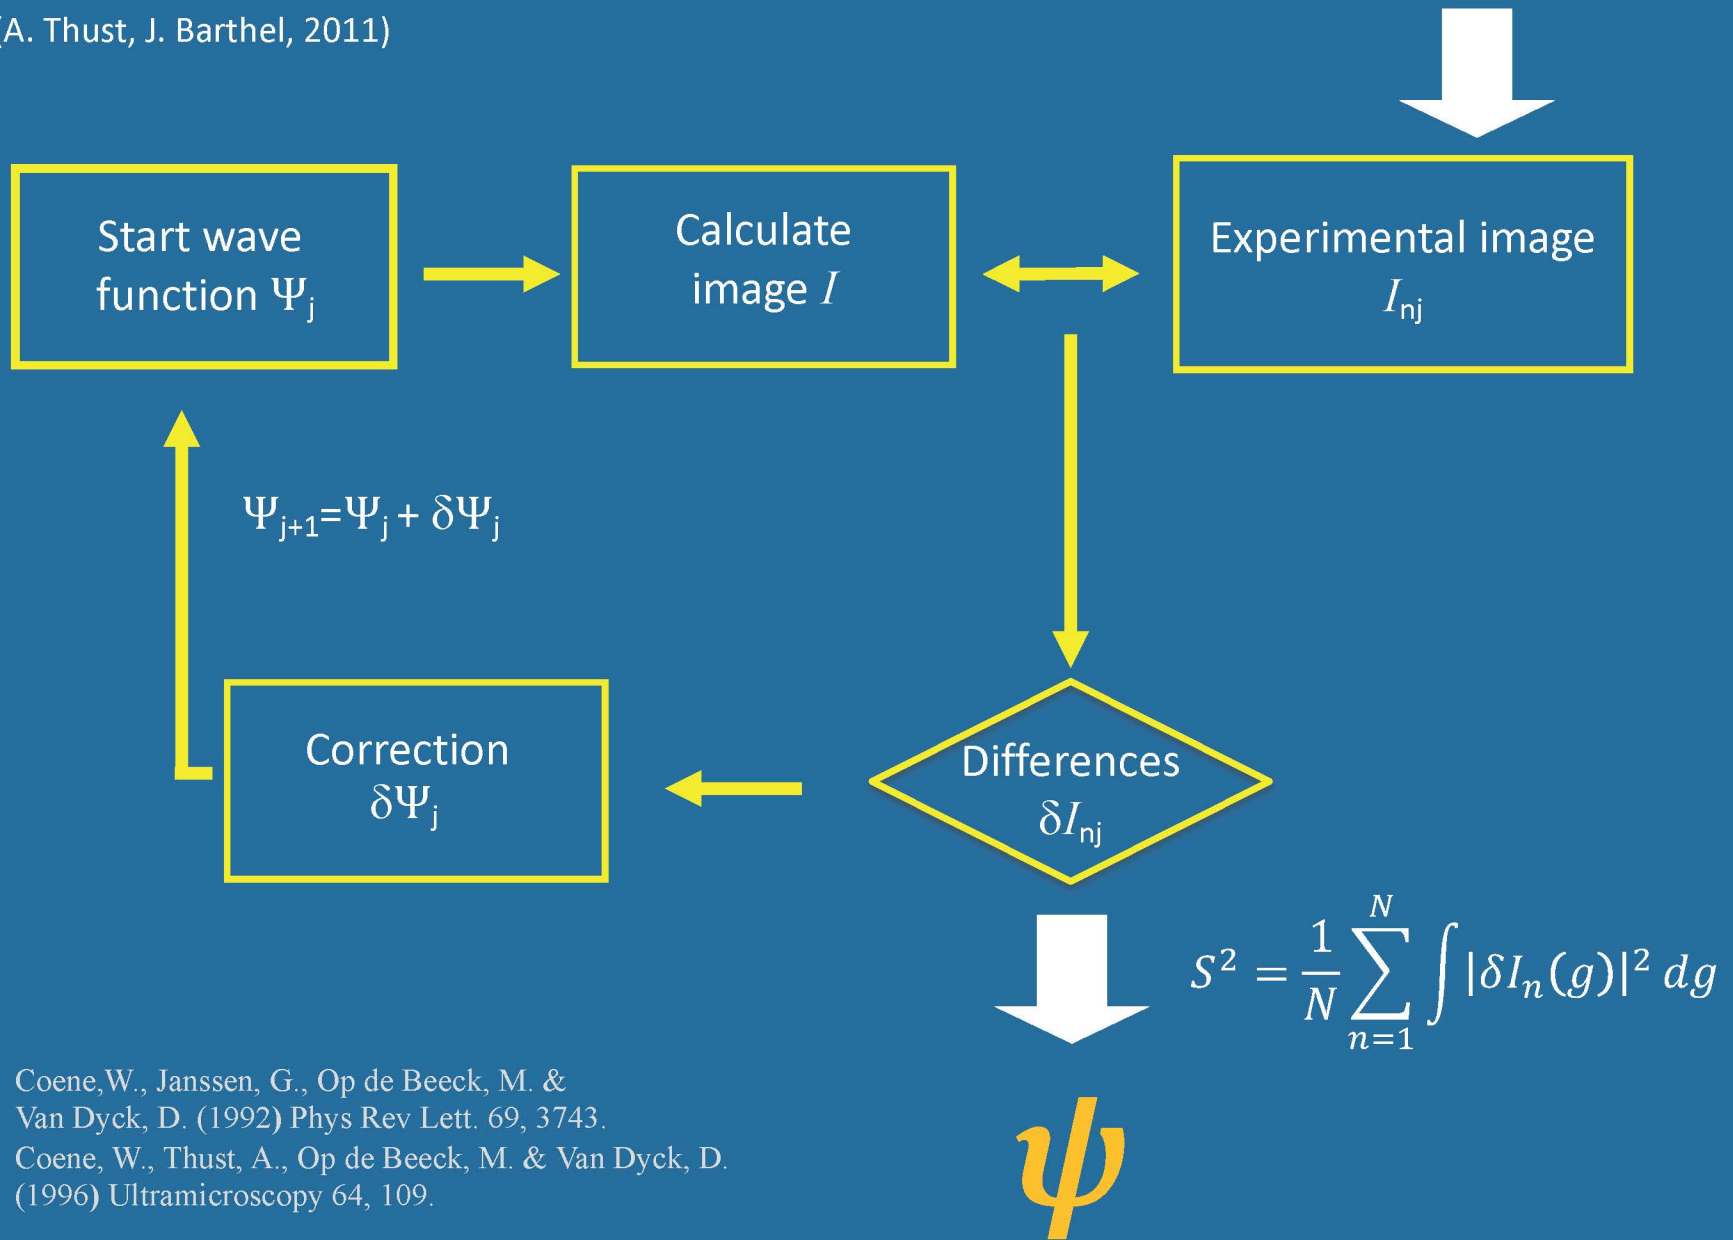 (A. Thust, J. Barthel, 2011)
Start wave
function Ψj
Calculate
image I
Experimental image
Inj
Ψj+1=Ψj + δΨj
Correction
δΨj
Differences
δInj
S² = 1/N ∑_{n=1}^{N} ∫|δIn(g)|² dg
Coene,W., Janssen, G., Op de Beeck, M. &
Van Dyck, D. (1992) Phys Rev Lett. 69, 3743.
Coene, W., Thust, A., Op de Beeck, M. & Van Dyck, D.
(1996) Ultramicroscopy 64, 109.
ψ